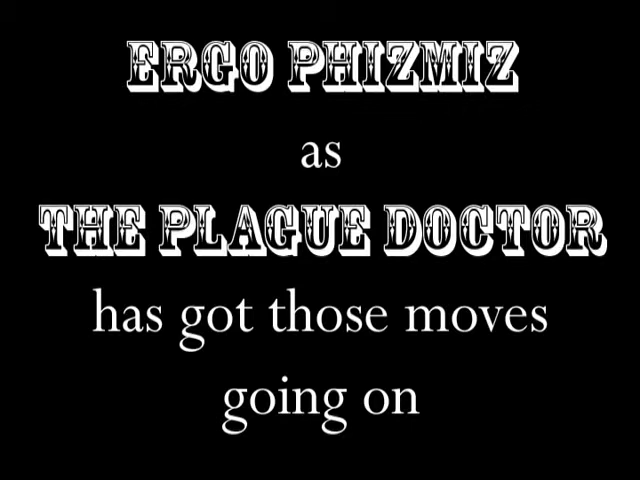 ERGO PHIZMIZ
as
THE PLAGUE DOCTOR
has got those moves
going on